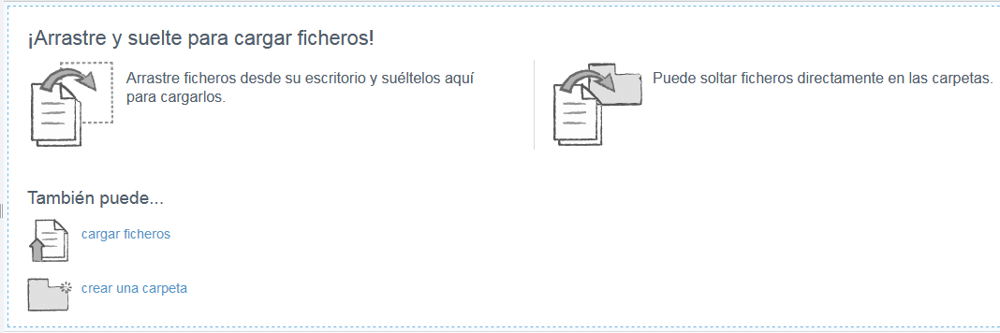 ¡Arrastre y suelte para cargar ficheros!
Arrastre ficheros desde su escritorio y suéltelos aquí
para cargarlos.
Puede soltar ficheros directamente en las carpetas.
También puede...
cargar ficheros
crear una carpeta